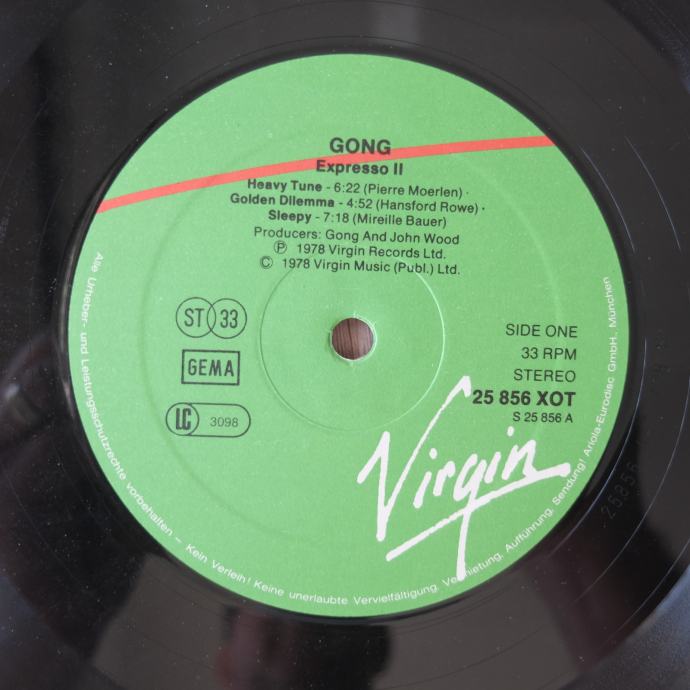 GONG
Expresso II
Heavy Tune - 6:22 (Pierre Moerlen) ·
Golden Dilemma - 4:52 (Hansford Rowe) ·
Sleepy - 7:18 (Mireille Bauer)
Producers: Gong And John Wood
Ⓟ 1978 Virgin Records Ltd.
© 1978 Virgin Music (Publ.) Ltd.
ST 33
GEMA
LC 3098
SIDE ONE
33 RPM
STEREO
25 856 XOT
S 25 856 A
Virgin
Alle Urheber- und Leistungsschutzrechte vorbehalten – Kein Verleih! Keine unerlaubte Vervielfältigung, Vermietung, Aufführung, Sendung! Ariola-Eurodisc GmbH., München
25856